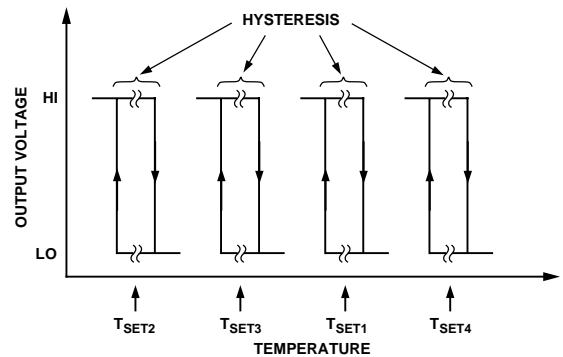 HYSTERESIS
OUTPUT VOLTAGE
HI
LO
TSET2 TSET3 TSET1 TSET4
TEMPERATURE